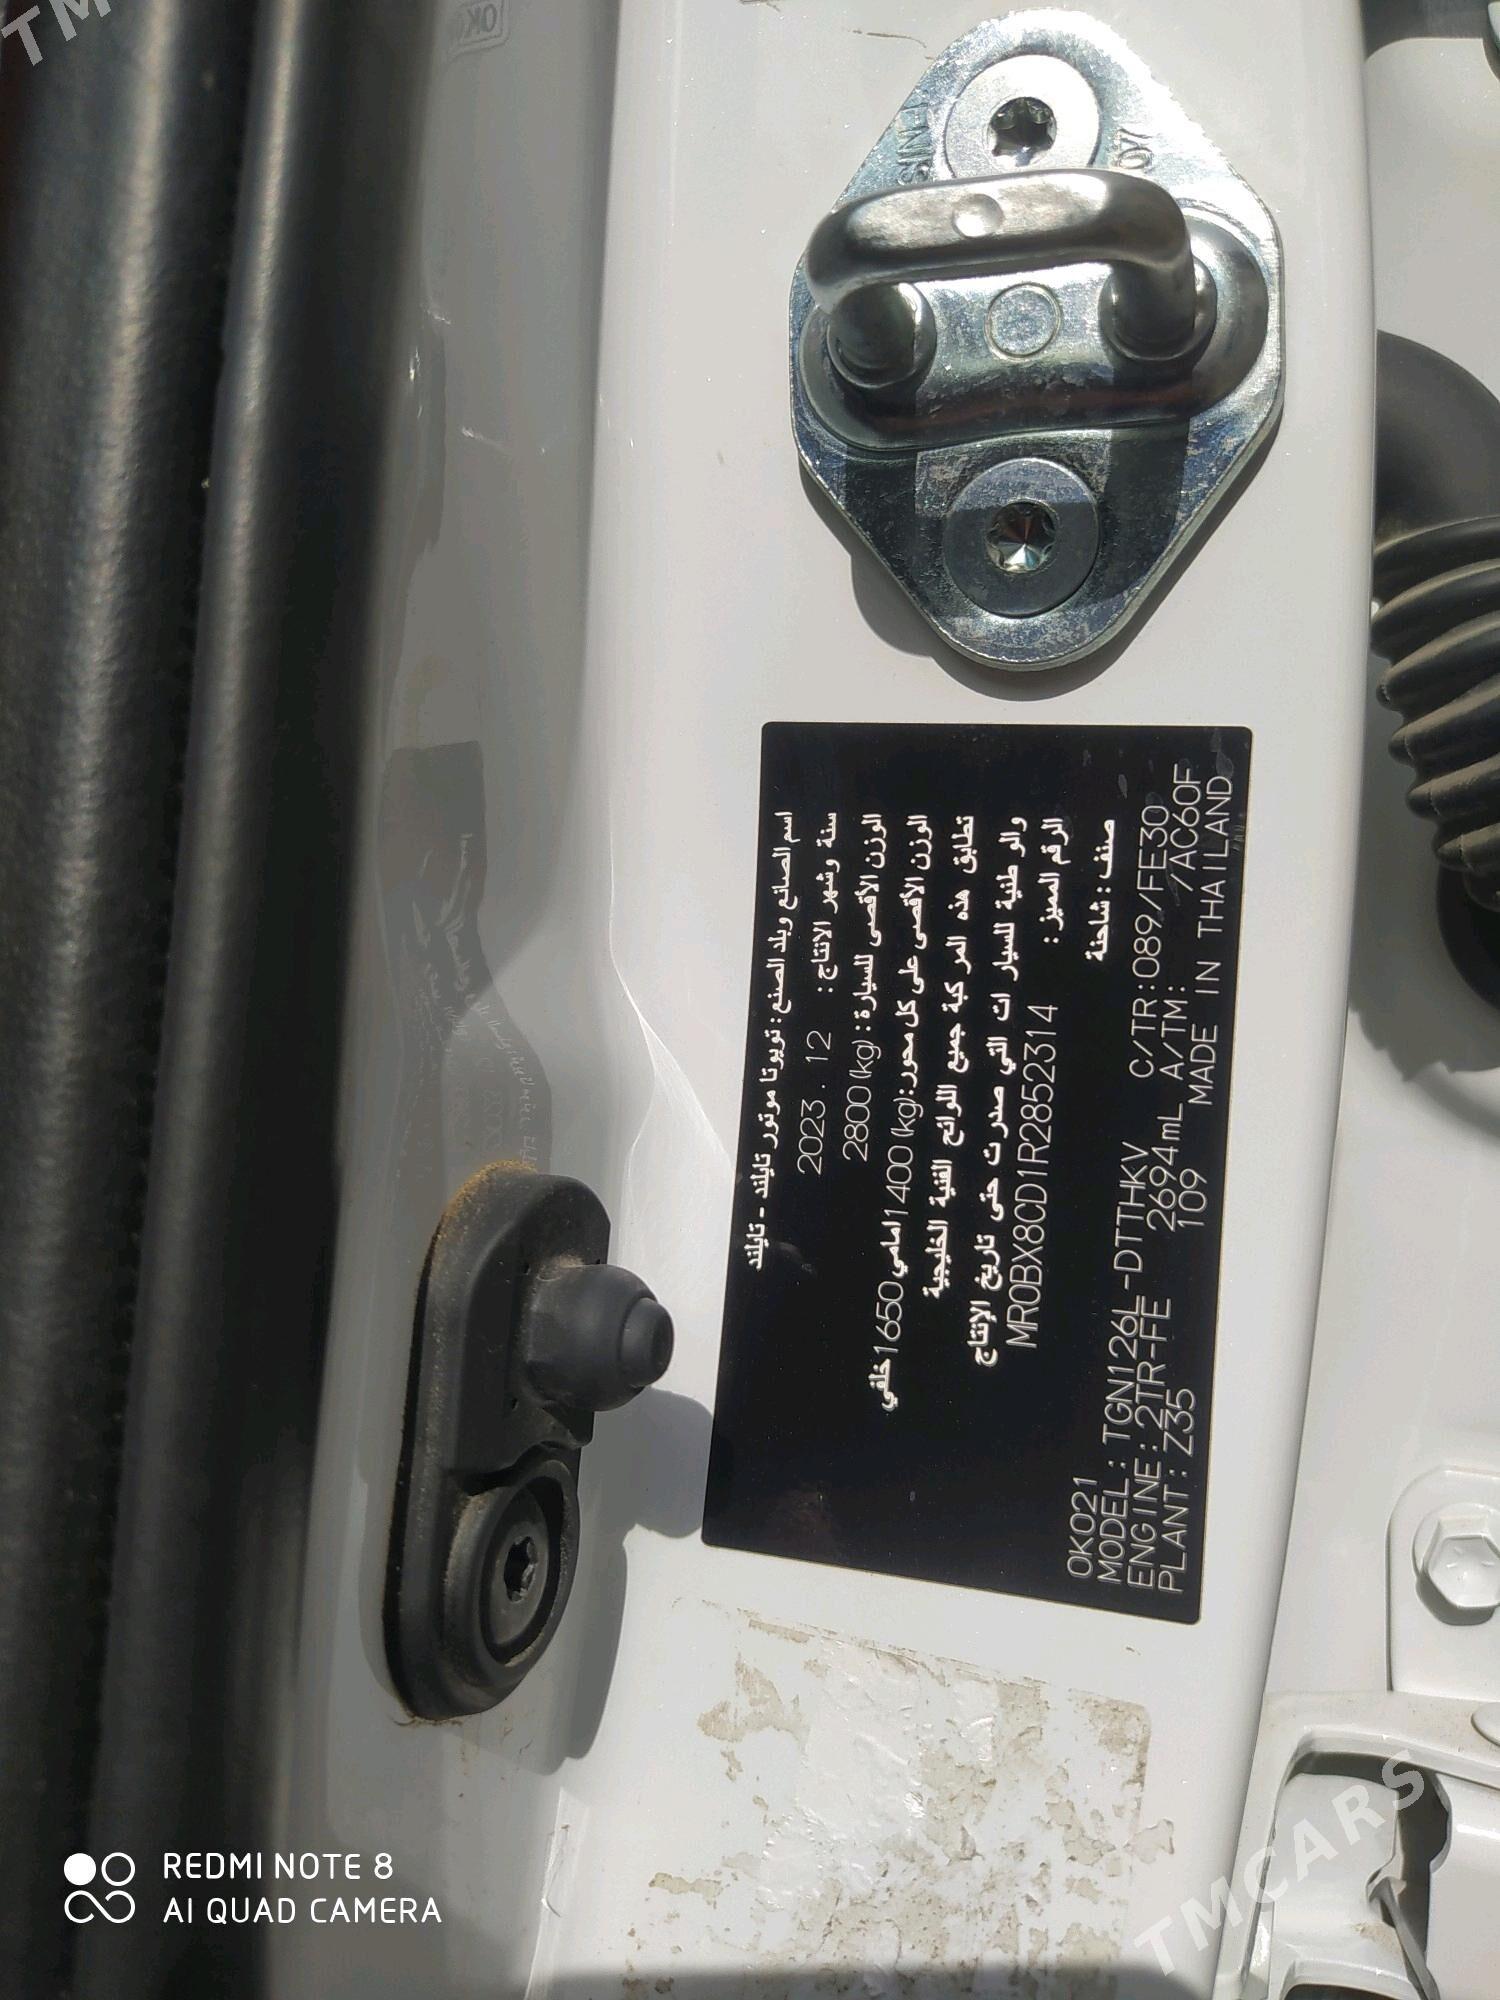 اسم الصانع وبلد الصنع : تويوتا موتور تايلند - تايلند
سنة وشهر الانتاج : 2023 . 12
الوزن الأقصى للسيارة : 2800 (kg)
الوزن الأقصى على كل محور : (kg) 1400 امامي 1650 خلفي
تطابق هذه المركبة جميع اللوائح الفنية الخليجية
والوطنية للسيارات التي صدرت حتى تاريخ الإنتاج
الرقم المميز : MR0BX8CD1R2852314
صنف : شاحنة
0K021
MODEL : TGN126L-DTTHKV C/TR:089/FE30
ENGINE:2TR-FE 2694mL A/TM: /AC60F
PLANT: Z35 109 MADE IN THAILAND
REDMI NOTE 8
AI QUAD CAMERA
TMCARS